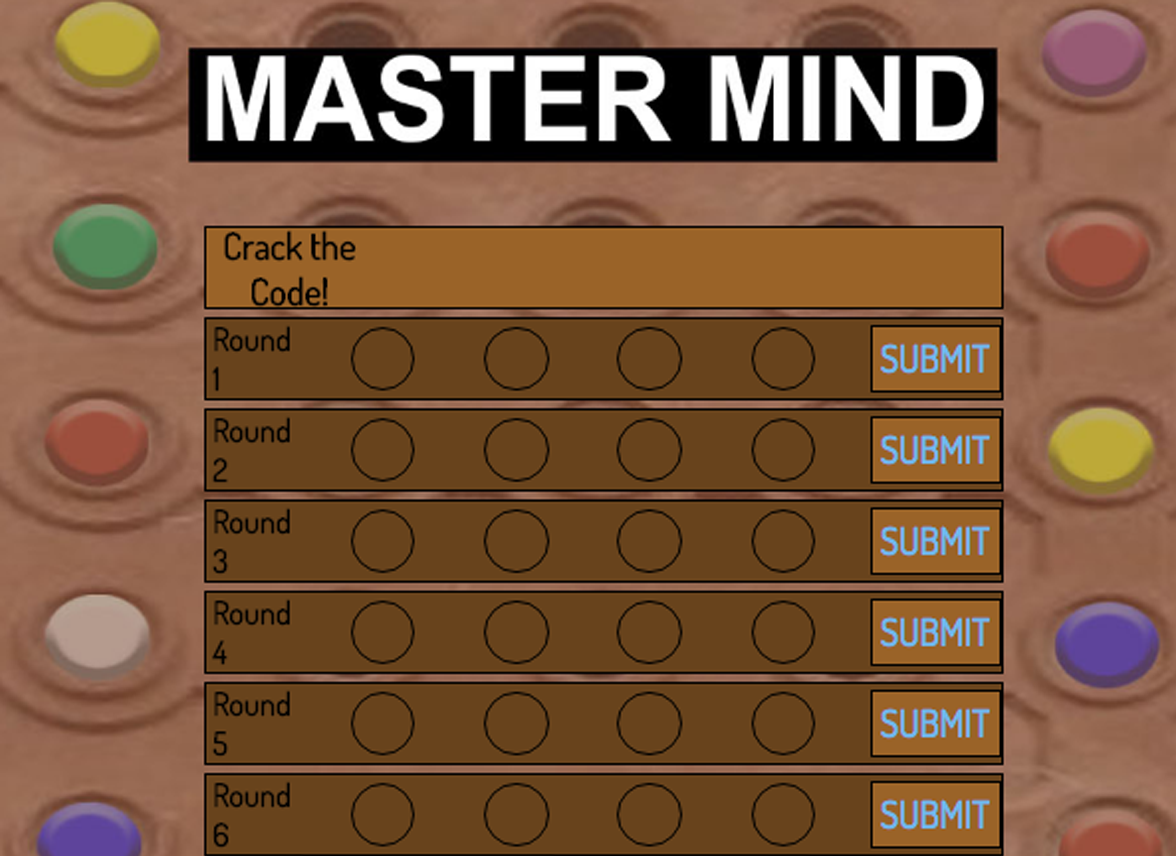 MASTER MIND
Crack the
Code!
Round
1
SUBMIT
Round
2
SUBMIT
Round
3
SUBMIT
Round
4
SUBMIT
Round
5
SUBMIT
Round
6
SUBMIT